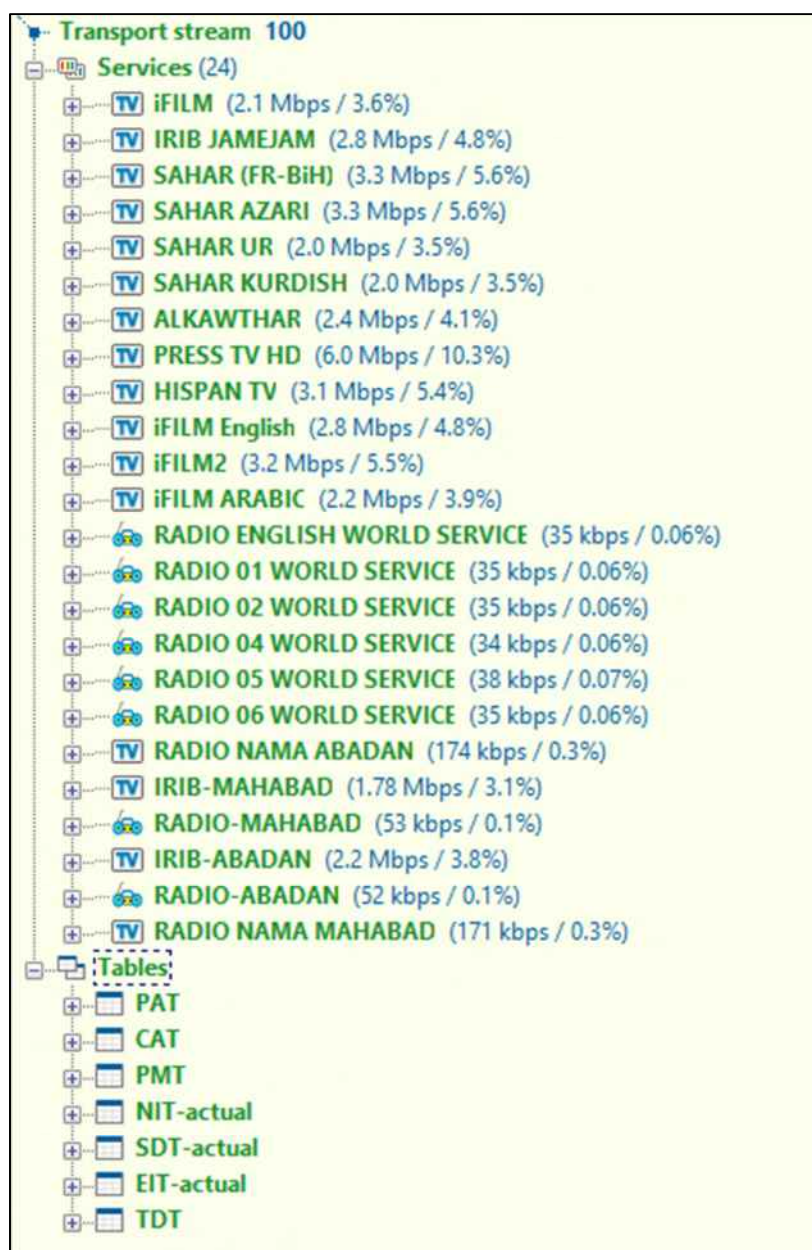 Transport stream 100
Services (24)
TV iFILM (2.1 Mbps / 3.6%)
TV IRIB JAMEJAM (2.8 Mbps / 4.8%)
TV SAHAR (FR-BiH) (3.3 Mbps / 5.6%)
TV SAHAR AZARI (3.3 Mbps / 5.6%)
TV SAHAR UR (2.0 Mbps / 3.5%)
TV SAHAR KURDISH (2.0 Mbps / 3.5%)
TV ALKAWTHAR (2.4 Mbps / 4.1%)
TV PRESS TV HD (6.0 Mbps / 10.3%)
TV HISPAN TV (3.1 Mbps / 5.4%)
TV iFILM English (2.8 Mbps / 4.8%)
TV iFILM2 (3.2 Mbps / 5.5%)
TV iFILM ARABIC (2.2 Mbps / 3.9%)
RADIO ENGLISH WORLD SERVICE (35 kbps / 0.06%)
RADIO 01 WORLD SERVICE (35 kbps / 0.06%)
RADIO 02 WORLD SERVICE (35 kbps / 0.06%)
RADIO 04 WORLD SERVICE (34 kbps / 0.06%)
RADIO 05 WORLD SERVICE (38 kbps / 0.07%)
RADIO 06 WORLD SERVICE (35 kbps / 0.06%)
TV RADIO NAMA ABADAN (174 kbps / 0.3%)
TV IRIB-MAHABAD (1.78 Mbps / 3.1%)
RADIO-MAHABAD (53 kbps / 0.1%)
TV IRIB-ABADAN (2.2 Mbps / 3.8%)
RADIO-ABADAN (52 kbps / 0.1%)
TV RADIO NAMA MAHABAD (171 kbps / 0.3%)
Tables
PAT
CAT
PMT
NIT-actual
SDT-actual
EIT-actual
TDT